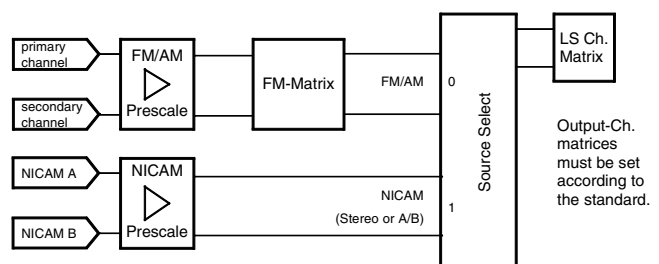 primary
channel
secondary
channel
FM/AM
Prescale
FM-Matrix
FM/AM
0
NICAM A
NICAM B
NICAM
Prescale
NICAM
(Stereo or A/B)
1
Source Select
LS Ch.
Matrix
Output-Ch.
matrices
must be set
according to
the standard.